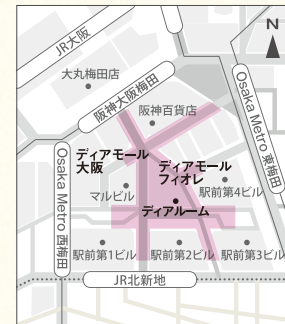 N
JR大阪
大丸梅田店
阪神大阪梅田
阪神百貨店
Osaka Metro 東梅田
ディアモール
大阪
ディアモール
フィオレ
Osaka Metro 西梅田
マルビル
駅前第4ビル
ディアルーム
駅前第1ビル
駅前第2ビル
駅前第3ビル
JR北新地